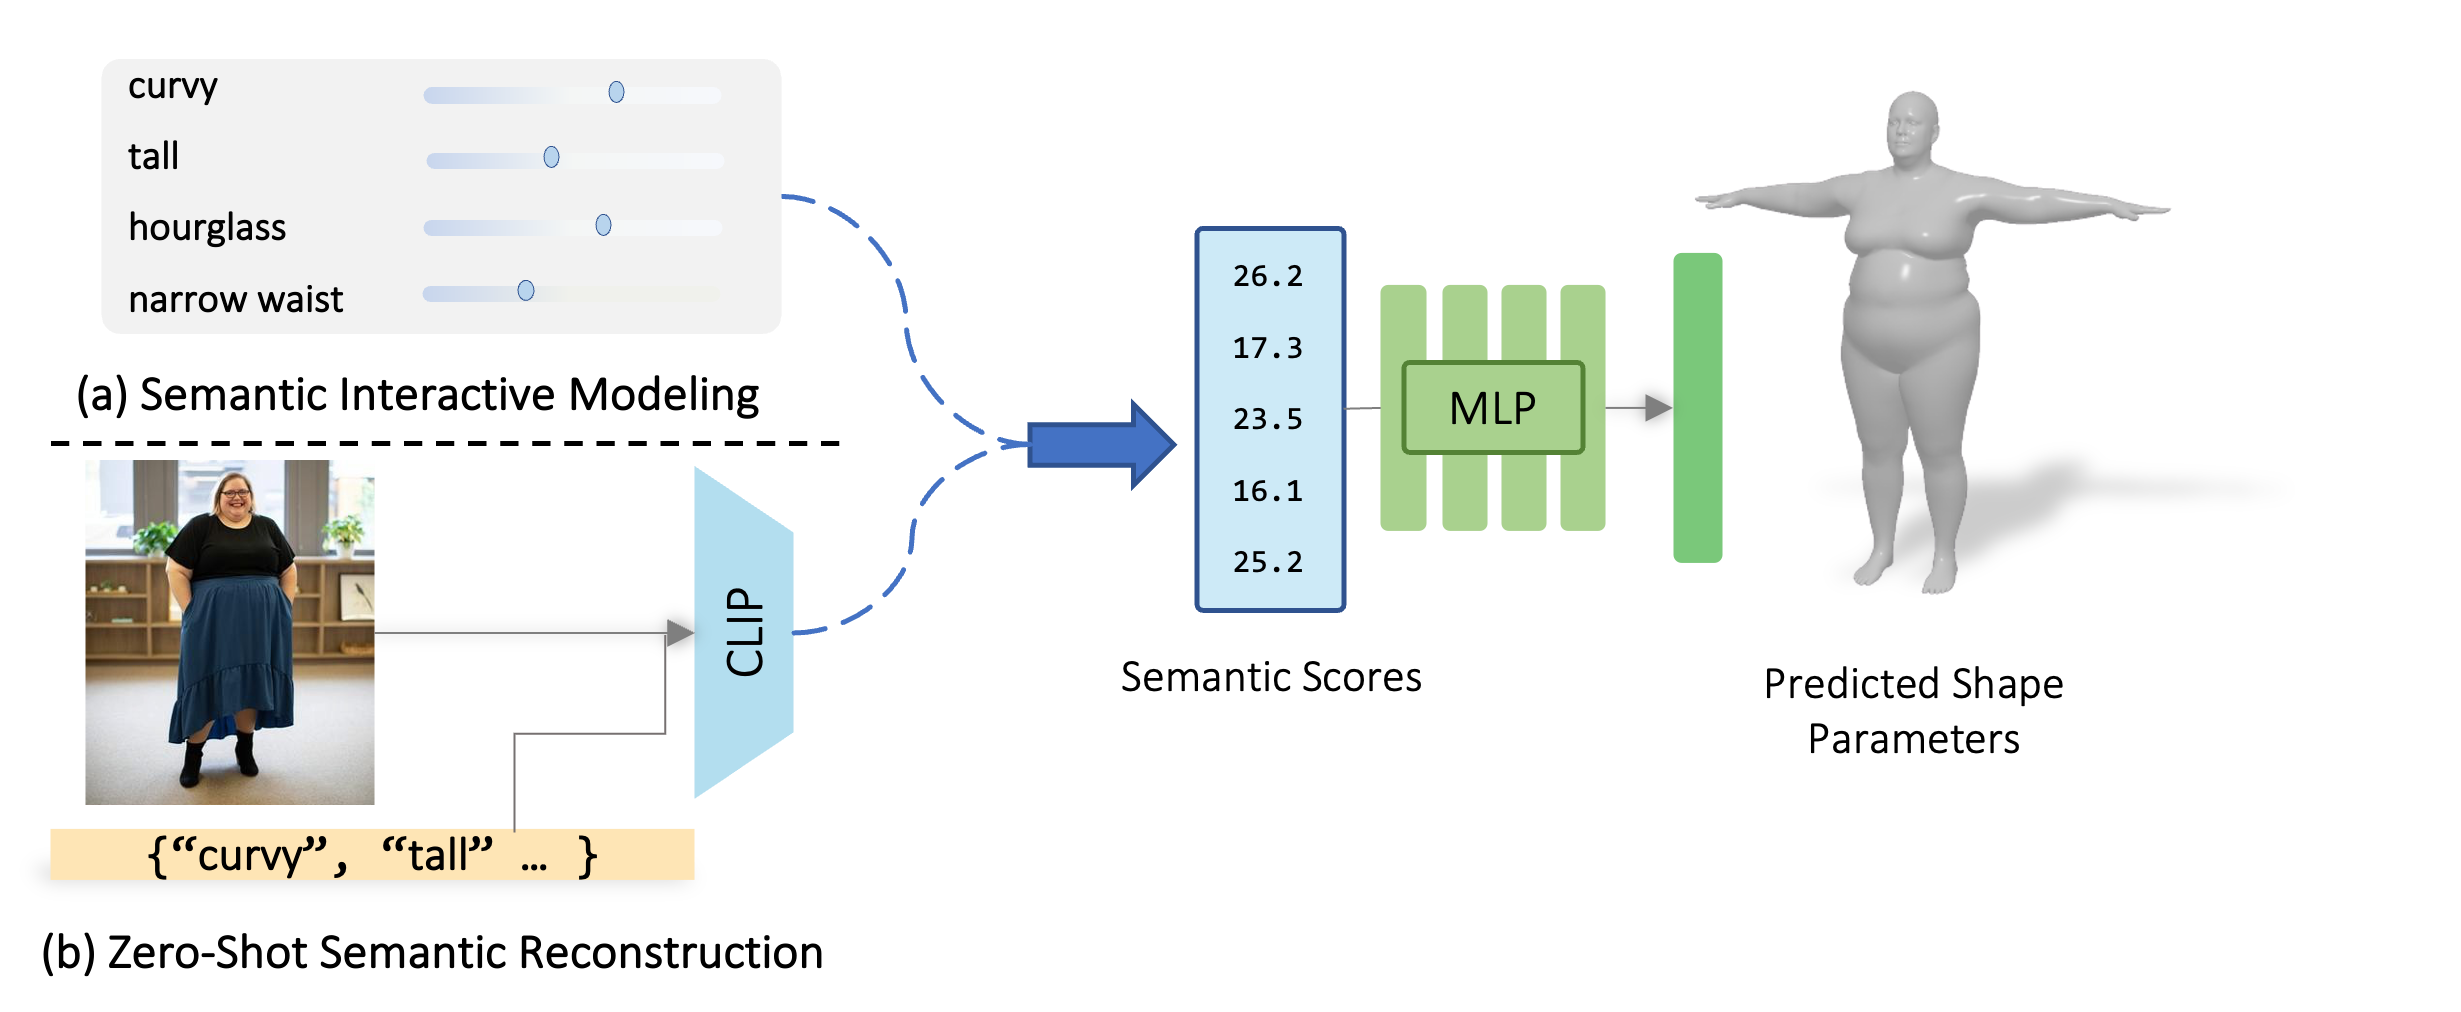 curvy
tall
hourglass
narrow waist
(a) Semantic Interactive Modeling
CLIP
{“curvy”, “tall” … }
(b) Zero-Shot Semantic Reconstruction
26.2
17.3
23.5
16.1
25.2
Semantic Scores
MLP
Predicted Shape
Parameters